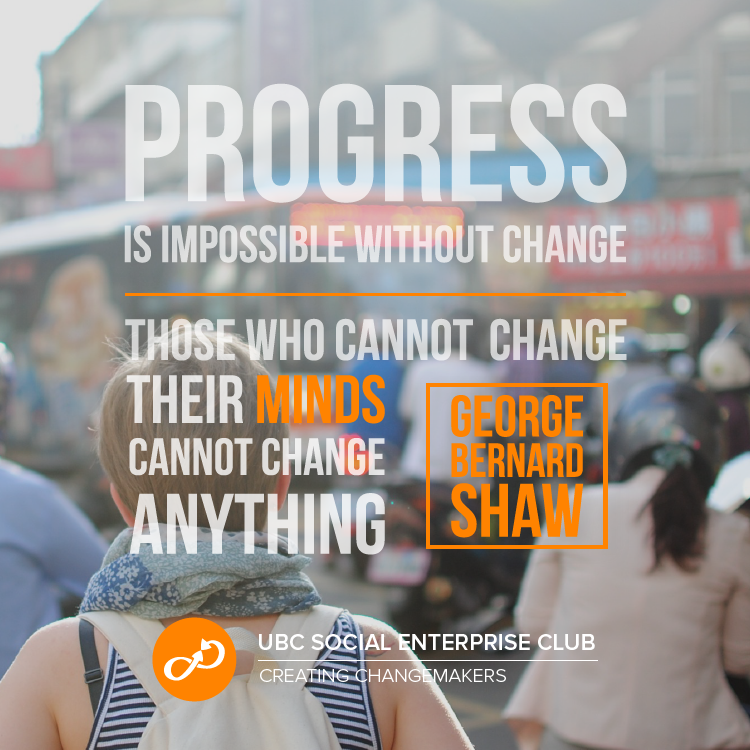 PROGRESS
IS IMPOSSIBLE WITHOUT CHANGE
THOSE WHO CANNOT CHANGE
THEIR MINDS
CANNOT CHANGE
ANYTHING
GEORGE
BERNARD
SHAW
UBC SOCIAL ENTERPRISE CLUB
CREATING CHANGEMAKERS